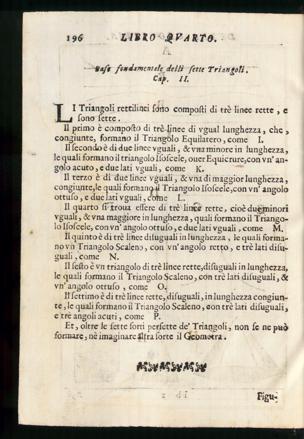 196 LIBRO QVARTO.
Base fondamentale delli sette Triangoli.
Cap. II.
LI Triangoli rettilinei sono composti di trè linee rette, e
sono sette.
Il primo è composto di trè linee di vgual lunghezza, che,
congiunte, formano il Triangolo Equilatero, come I.
Il secondo è di due linee vguali, & vna minore in lunghezza,
le quali formano il triangolo Isoscele, ouer Equicrure, con vn' an-
golo acuto, e due lati vguali, come K.
Il terzo è di due linee vguali, & vna di maggior lunghezza,
congiunte, le quali formano il Triangolo Isoscele, con vn' angolo
ottuso, e due lati vguali, come L.
Il quarto si troua essere di trè linee rette, cioè due minori
vguali, & vna maggiore in lunghezza, quali formano il Triango-
lo Isoscele, con vn' angolo ottuso, e due lati vguali, come M.
Il quinto è di trè linee disuguali in lunghezza, le quali forma-
no vn Triangolo Scaleno, con vn' angolo retto, e trè lati disu-
guali, come N.
Il sesto è vn triangolo di trè linee rette, disuguali in lunghezza,
le quali formano il Triangolo Scaleno, con trè lati disuguali, &
vn' angolo ottuso, come O.
Il settimo è di trè linee rette, disuguali, in lunghezza congiun-
te, le quali formano il Triangolo Scaleno, con trè lati disuguali,
e trè angoli acuti, come P.
Et, oltre le sette sorti persette de' Triangoli, non se ne può
formare, nè imaginare altra sorte il Geometra.
Figu-